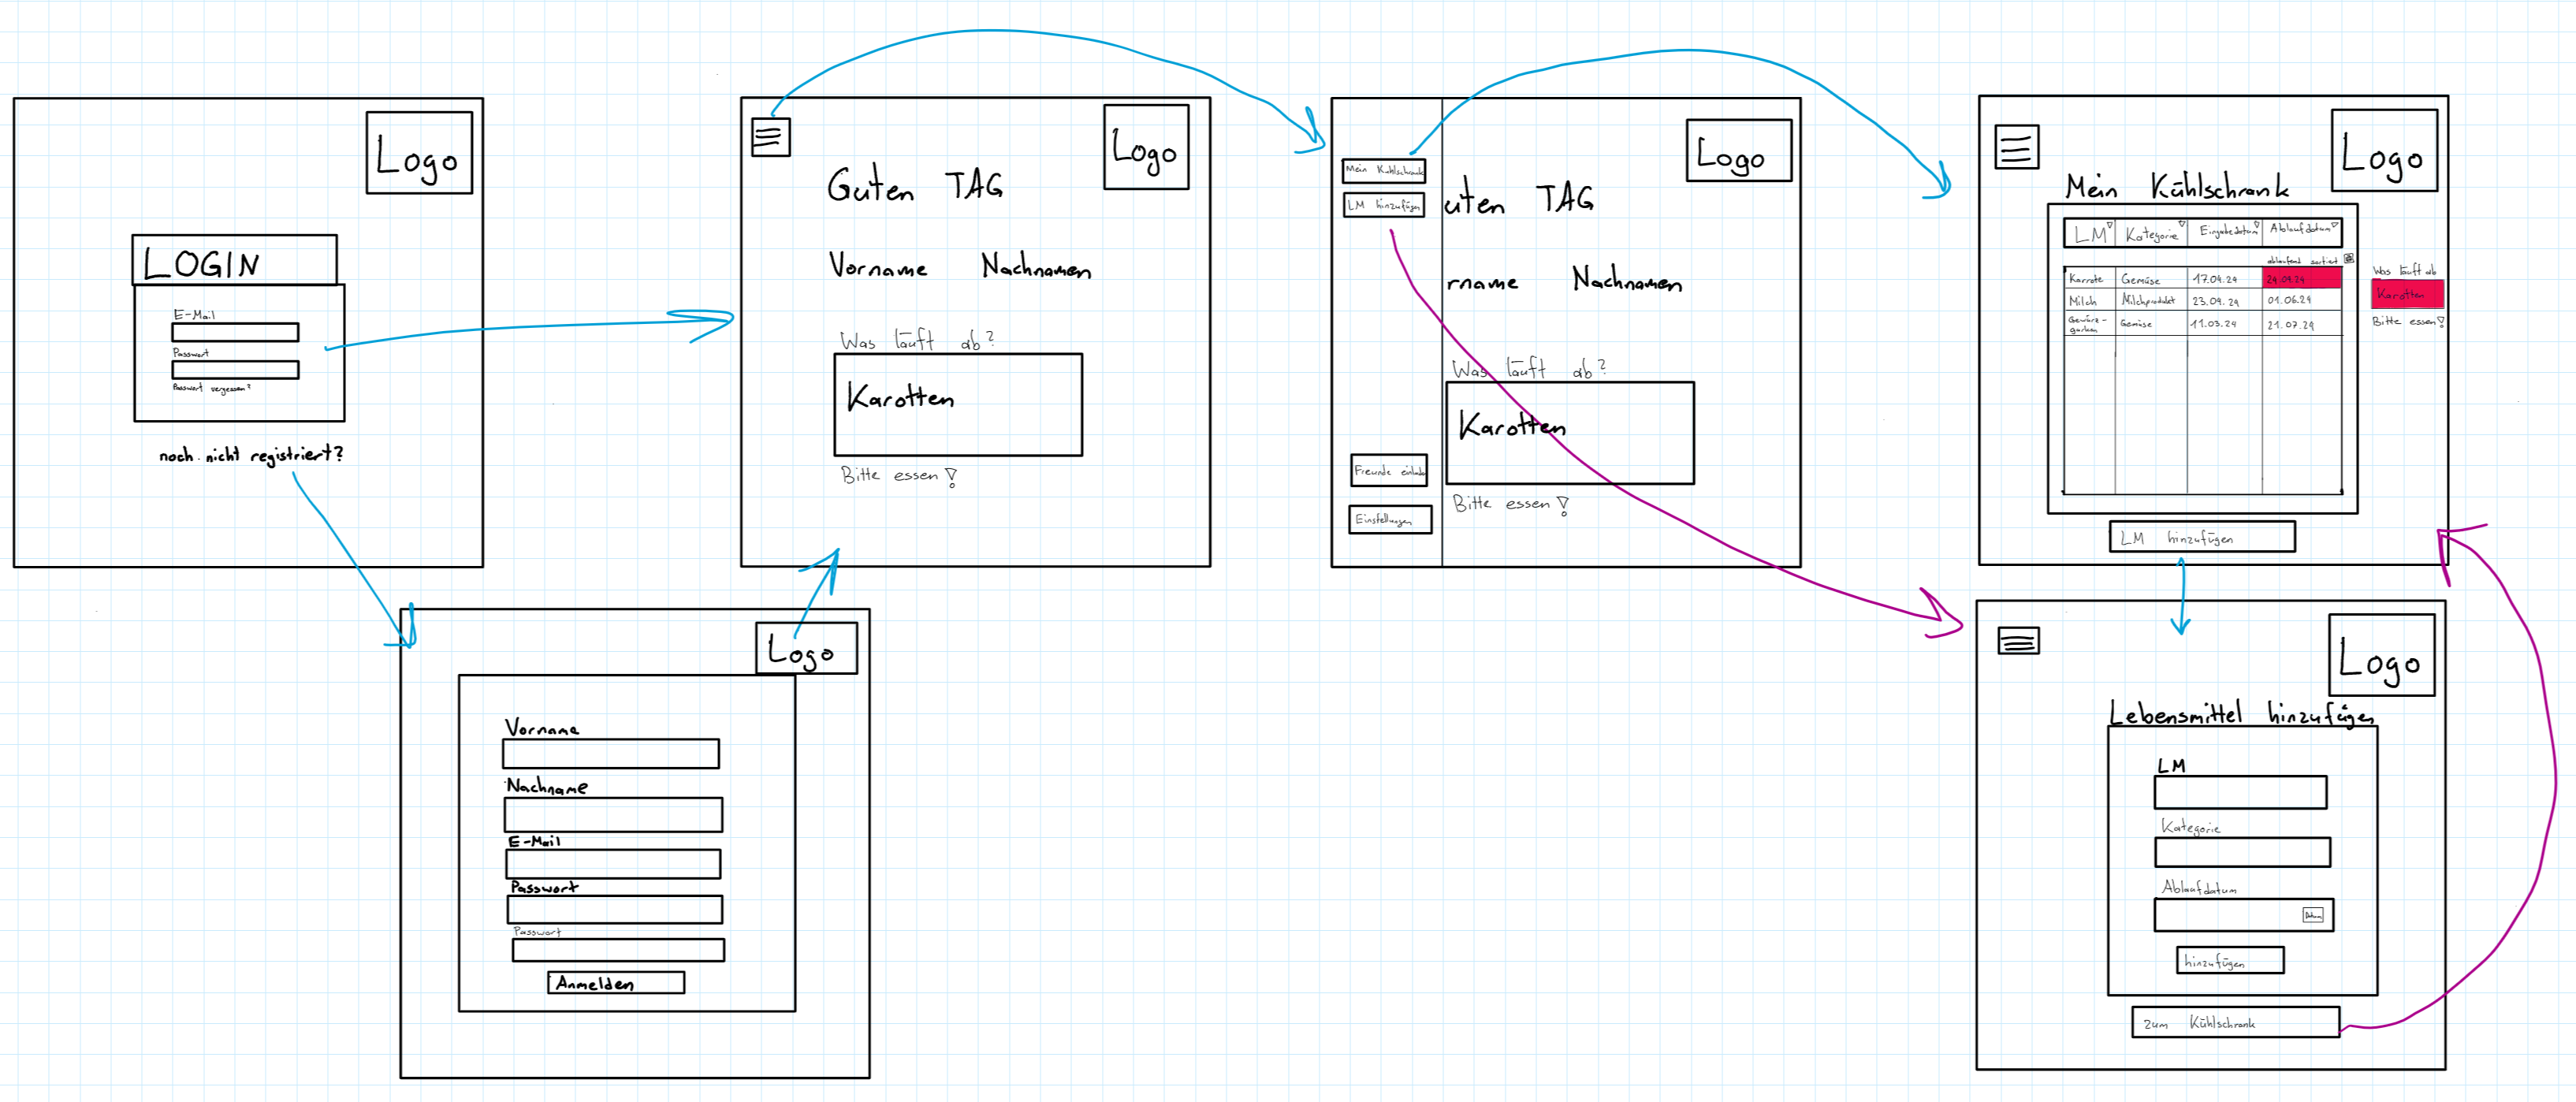 Logo
LOGIN
E-Mail
Passwort
Passwort vergessen?
noch nicht registriert?
Logo
Guten TAG
Vorname Nachnamen
Was läuft ab?
Karotten
Bitte essen!
Logo
Mein Kühlschrank
LM hinzufügen
uten TAG
rname Nachnamen
Was läuft ab?
Karotten
Bitte essen!
Freunde einladen
Einstellungen
Logo
Mein Kühlschrank
LM Kategorie Eingabedatum Ablaufdatum
ablaufend sortiert
Karrote Gemüse 17.04.24 24.04.24
Milch Milchprodukt 23.04.24 01.06.24
Gewürz-
gurken Gemüse 11.03.24 21.07.24
Was läuft ab
Karotten
Bitte essen!
LM hinzufügen
Logo
Vorname
Nachname
E-Mail
Passwort
Passwort
Anmelden
Logo
Lebensmittel hinzufügen
LM
Kategorie
Ablaufdatum
Datum
hinzufügen
zum Kühlschrank